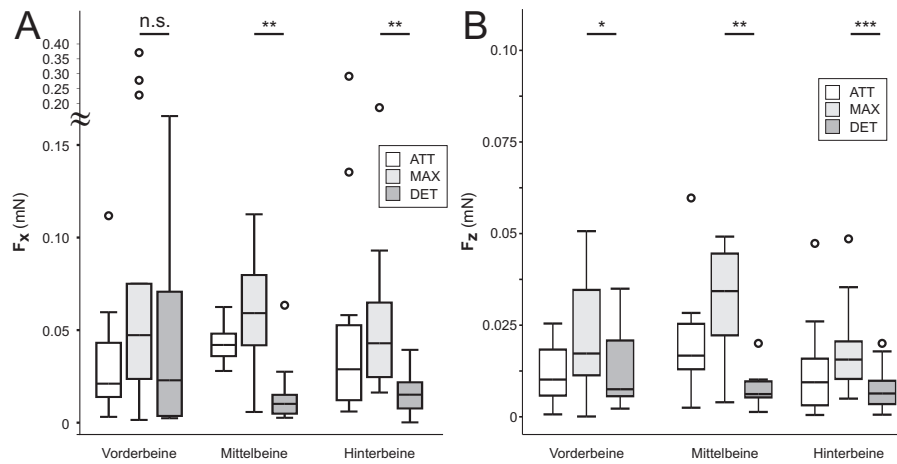 A
n.s.
**
**
0.40
0.35
0.30
0.25
0.20
0.15
0.10
0.05
0
Fx (mN)
ATT
MAX
DET
Vorderbeine
Mittelbeine
Hinterbeine
B
*
**
***
0.10
0.075
0.05
0.025
0
Fz (mN)
ATT
MAX
DET
Vorderbeine
Mittelbeine
Hinterbeine